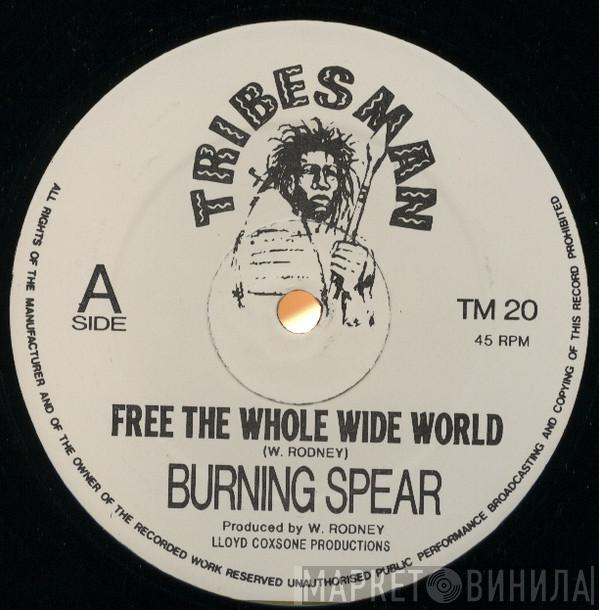 TRIBESMAN
A
SIDE
TM 20
45 RPM
FREE THE WHOLE WIDE WORLD
(W. RODNEY)
BURNING SPEAR
Produced by W. RODNEY
LLOYD COXSONE PRODUCTIONS
ALL RIGHTS OF THE MANUFACTURER AND OF THE OWNER OF THE RECORDED WORK RESERVED UNAUTHORISED PUBLIC PERFORMANCE BROADCASTING AND COPYING OF THIS RECORD PROHIBITED
МАРКЕТ ВИНИЛА